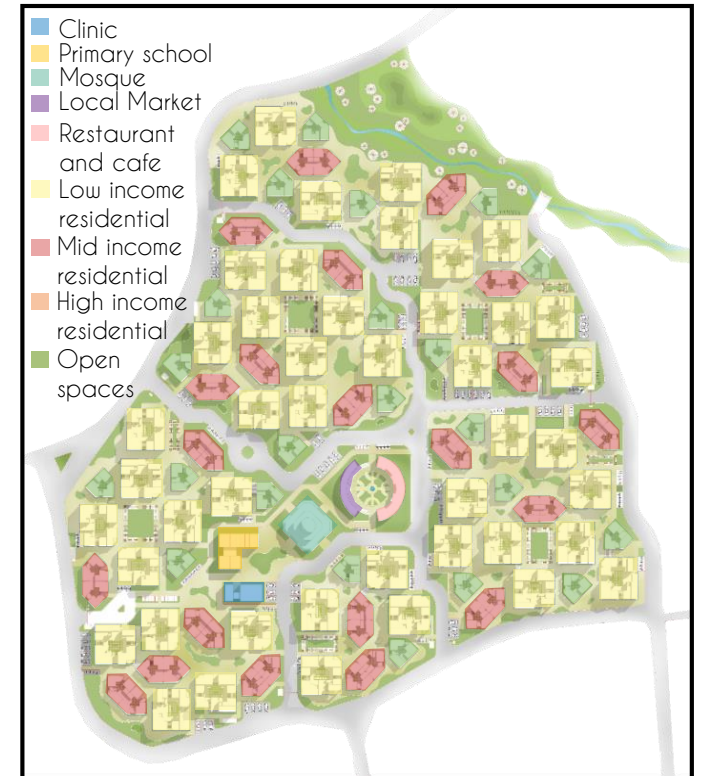 Clinic
Primary school
Mosque
Local Market
Restaurant
and cafe
Low income
residential
Mid income
residential
High income
residential
Open
spaces